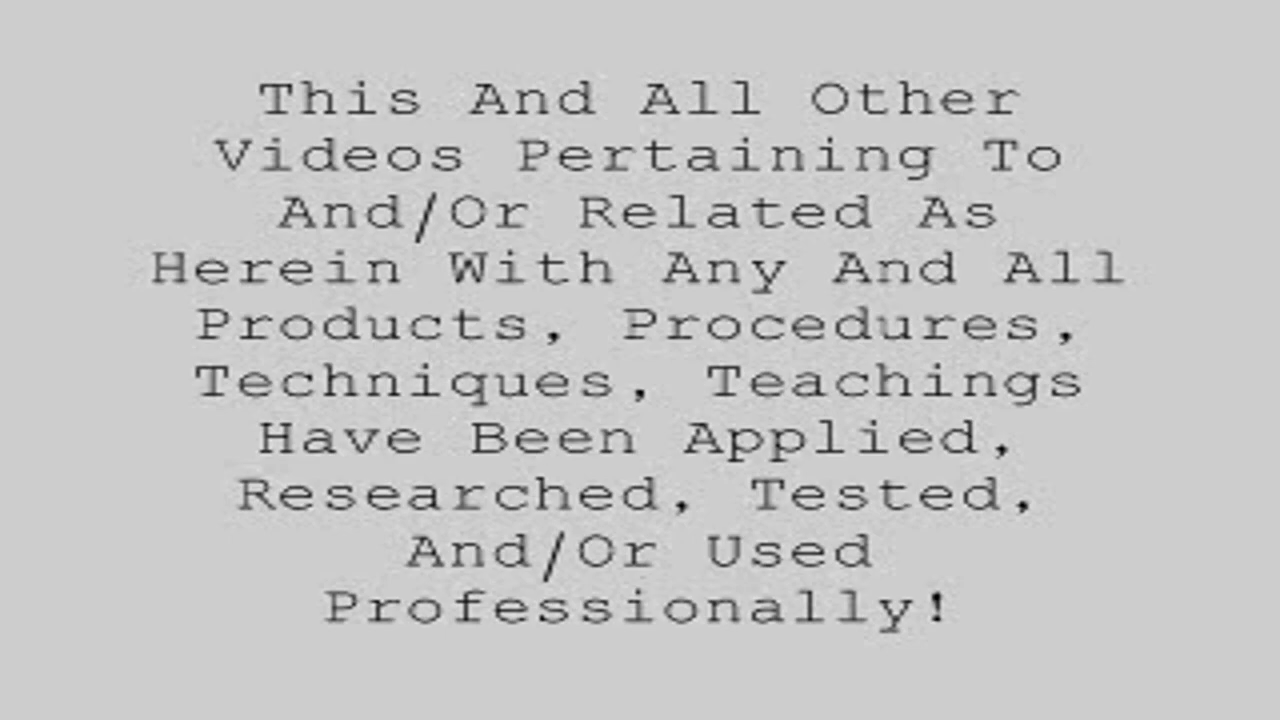 This And All Other
Videos Pertaining To
And/Or Related As
Herein With Any And All
Products, Procedures,
Techniques, Teachings
Have Been Applied,
Researched, Tested,
And/Or Used
Professionally!